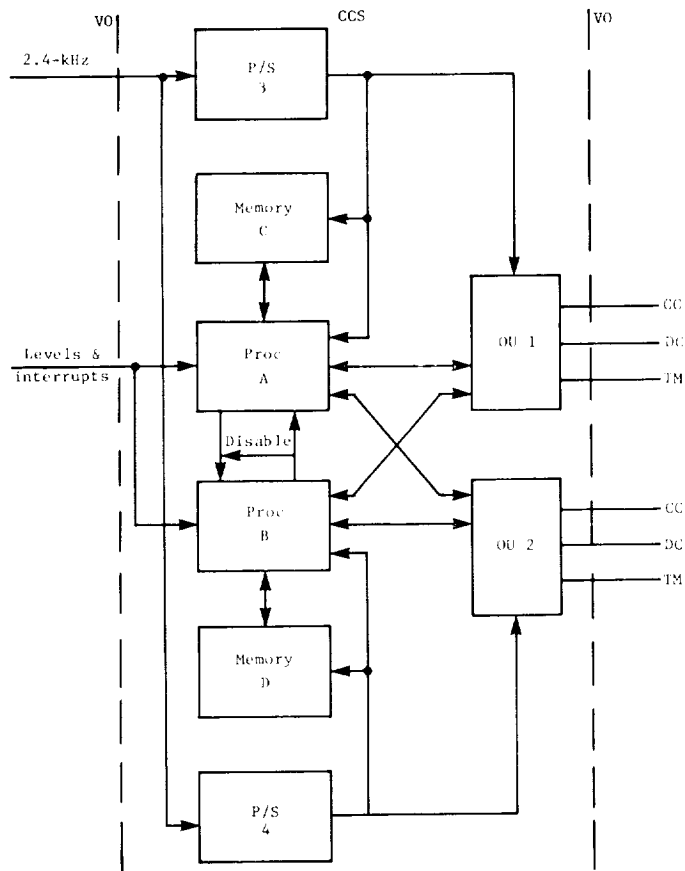 VO
CCS
VO
2.4-kHz
P/S
3
Memory
C
Levels &
interrupts
Proc
A
OU 1
CC
DC
TM
Disable
Proc
B
OU 2
CC
DC
TM
Memory
D
P/S
4